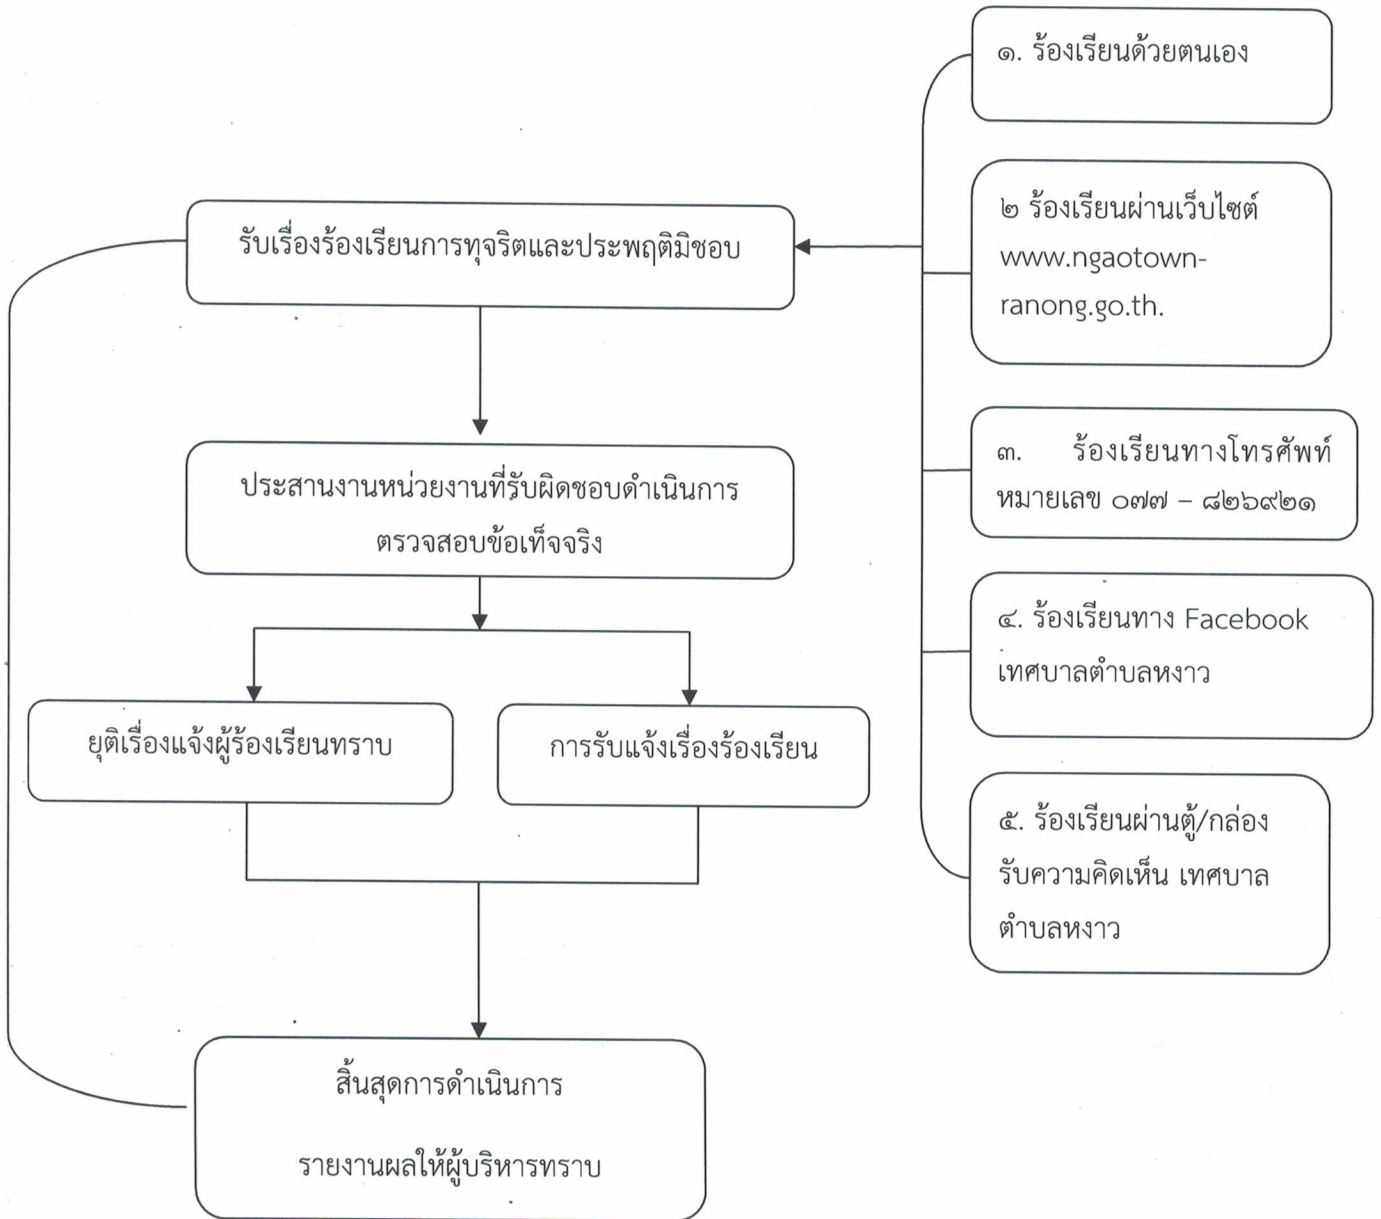 ๑. ร้องเรียนด้วยตนเอง
๒ ร้องเรียนผ่านเว็บไซต์
www.ngaotown-
ranong.go.th.
รับเรื่องร้องเรียนการทุจริตและประพฤติมิชอบ
๓. ร้องเรียนทางโทรศัพท์
หมายเลข ๐๗๗ – ๘๒๖๙๒๑
ประสานงานหน่วยงานที่รับผิดชอบดำเนินการ
ตรวจสอบข้อเท็จจริง
๔. ร้องเรียนทาง Facebook
เทศบาลตำบลหงาว
ยุติเรื่องแจ้งผู้ร้องเรียนทราบ
การรับแจ้งเรื่องร้องเรียน
๕. ร้องเรียนผ่านตู้/กล่อง
รับความคิดเห็น เทศบาล
ตำบลหงาว
สิ้นสุดการดำเนินการ
รายงานผลให้ผู้บริหารทราบ